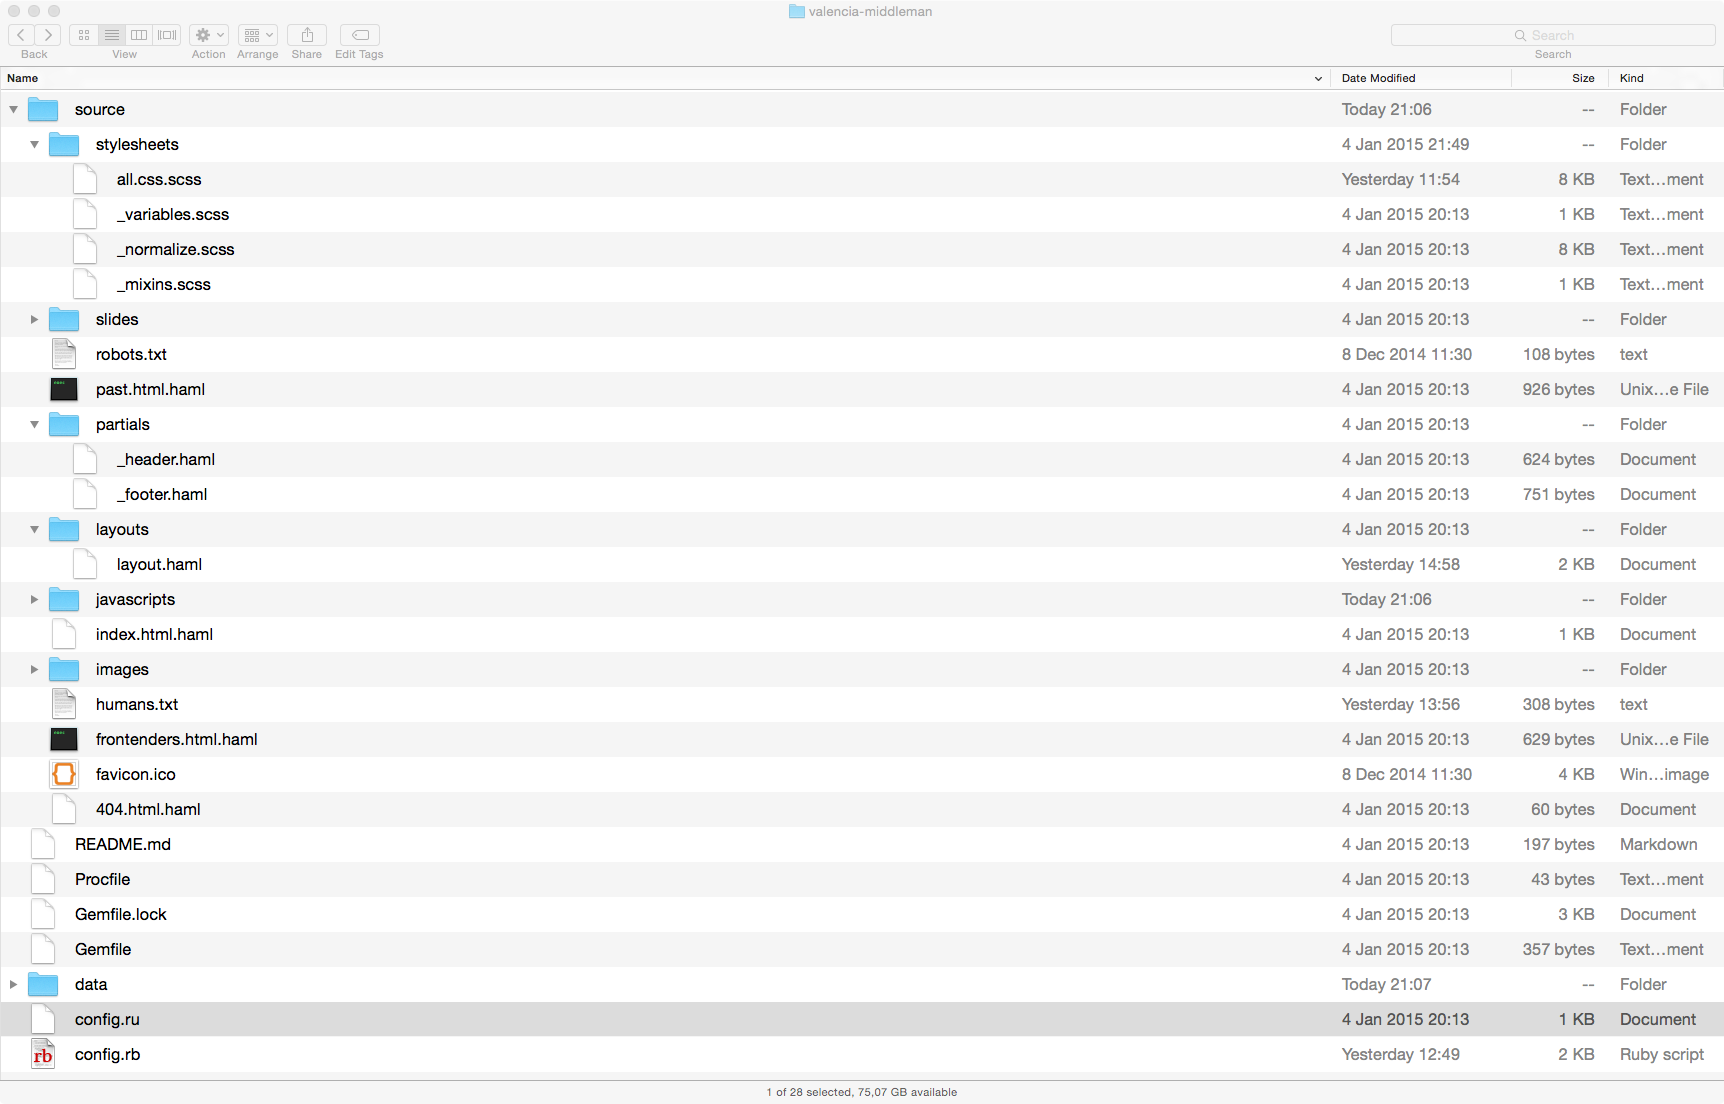 valencia-middleman
Back View Action Arrange Share Edit Tags Search
Search
Name Date Modified Size Kind
source Today 21:06 -- Folder
stylesheets 4 Jan 2015 21:49 -- Folder
all.css.scss Yesterday 11:54 8 KB Text…ment
_variables.scss 4 Jan 2015 20:13 1 KB Text…ment
_normalize.scss 4 Jan 2015 20:13 8 KB Text…ment
_mixins.scss 4 Jan 2015 20:13 1 KB Text…ment
slides 4 Jan 2015 20:13 -- Folder
robots.txt 8 Dec 2014 11:30 108 bytes text
past.html.haml 4 Jan 2015 20:13 926 bytes Unix…e File
partials 4 Jan 2015 20:13 -- Folder
_header.haml 4 Jan 2015 20:13 624 bytes Document
_footer.haml 4 Jan 2015 20:13 751 bytes Document
layouts 4 Jan 2015 20:13 -- Folder
layout.haml Yesterday 14:58 2 KB Document
javascripts Today 21:06 -- Folder
index.html.haml 4 Jan 2015 20:13 1 KB Document
images 4 Jan 2015 20:13 -- Folder
humans.txt Yesterday 13:56 308 bytes text
frontenders.html.haml 4 Jan 2015 20:13 629 bytes Unix…e File
favicon.ico 8 Dec 2014 11:30 4 KB Win…image
404.html.haml 4 Jan 2015 20:13 60 bytes Document
README.md 4 Jan 2015 20:13 197 bytes Markdown
Procfile 4 Jan 2015 20:13 43 bytes Text…ment
Gemfile.lock 4 Jan 2015 20:13 3 KB Document
Gemfile 4 Jan 2015 20:13 357 bytes Text…ment
data Today 21:07 -- Folder
config.ru 4 Jan 2015 20:13 1 KB Document
rb config.rb Yesterday 12:49 2 KB Ruby script
1 of 28 selected, 75,07 GB available